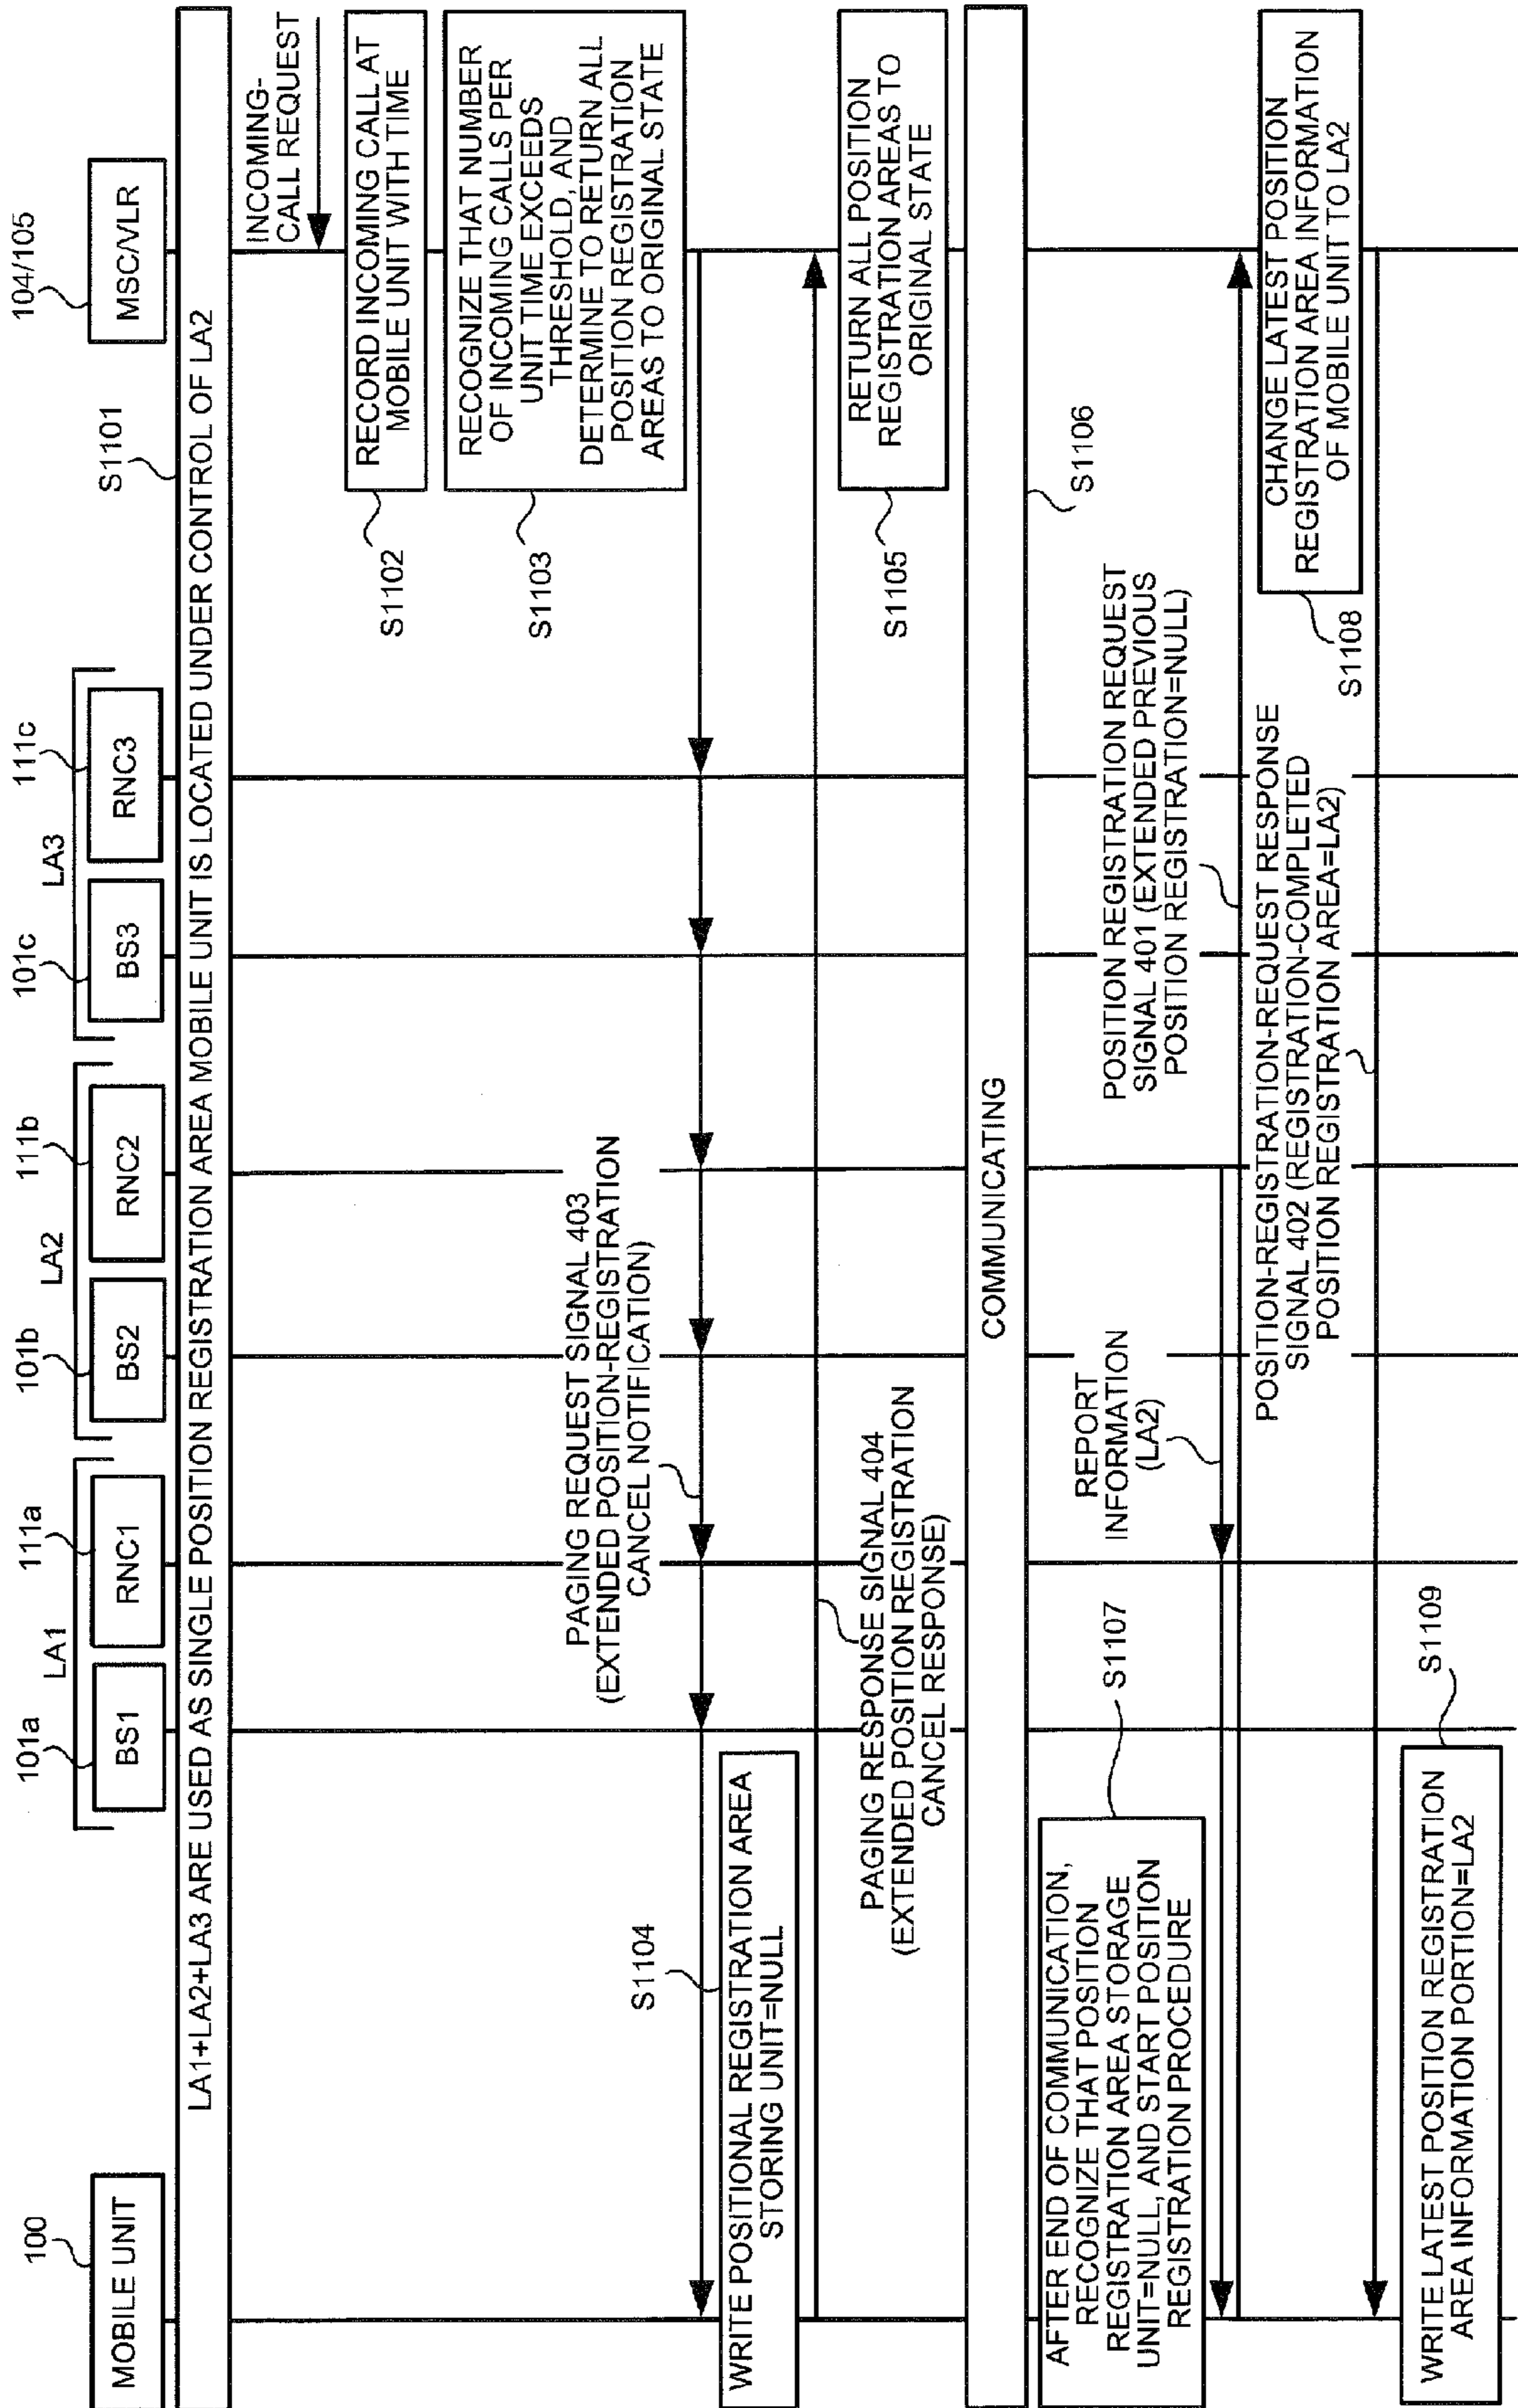 100
MOBILE UNIT
101a
BS1
111a
RNC1
LA1
101b
BS2
111b
RNC2
LA2
101c
BS3
111c
RNC3
LA3
104/105
MSC/VLR
S1101
LA1+LA2+LA3 ARE USED AS SINGLE POSITION REGISTRATION AREA MOBILE UNIT IS LOCATED UNDER CONTROL OF LA2
INCOMING-
CALL REQUEST
RECORD INCOMING CALL AT
MOBILE UNIT WITH TIME
S1102
RECOGNIZE THAT NUMBER
OF INCOMING CALLS PER
UNIT TIME EXCEEDS
THRESHOLD, AND
DETERMINE TO RETURN ALL
POSITION REGISTRATION
AREAS TO ORIGINAL STATE
S1103
PAGING REQUEST SIGNAL 403
(EXTENDED POSITION-REGISTRATION
CANCEL NOTIFICATION)
S1104
WRITE POSITIONAL REGISTRATION AREA
STORING UNIT=NULL
PAGING RESPONSE SIGNAL 404
(EXTENDED POSITION REGISTRATION
CANCEL RESPONSE)
RETURN ALL POSITION
REGISTRATION AREAS TO
ORIGINAL STATE
S1105
COMMUNICATING
S1106
AFTER END OF COMMUNICATION,
RECOGNIZE THAT POSITION
REGISTRATION AREA STORAGE
UNIT=NULL, AND START POSITION
REGISTRATION PROCEDURE
S1107
REPORT
INFORMATION
(LA2)
POSITION REGISTRATION REQUEST
SIGNAL 401 (EXTENDED PREVIOUS
POSITION REGISTRATION=NULL)
CHANGE LATEST POSITION
REGISTRATION AREA INFORMATION
OF MOBILE UNIT TO LA2
S1108
POSITION-REGISTRATION-REQUEST RESPONSE
SIGNAL 402 (REGISTRATION-COMPLETED
POSITION REGISTRATION AREA=LA2)
WRITE LATEST POSITION REGISTRATION
AREA INFORMATION PORTION=LA2
S1109